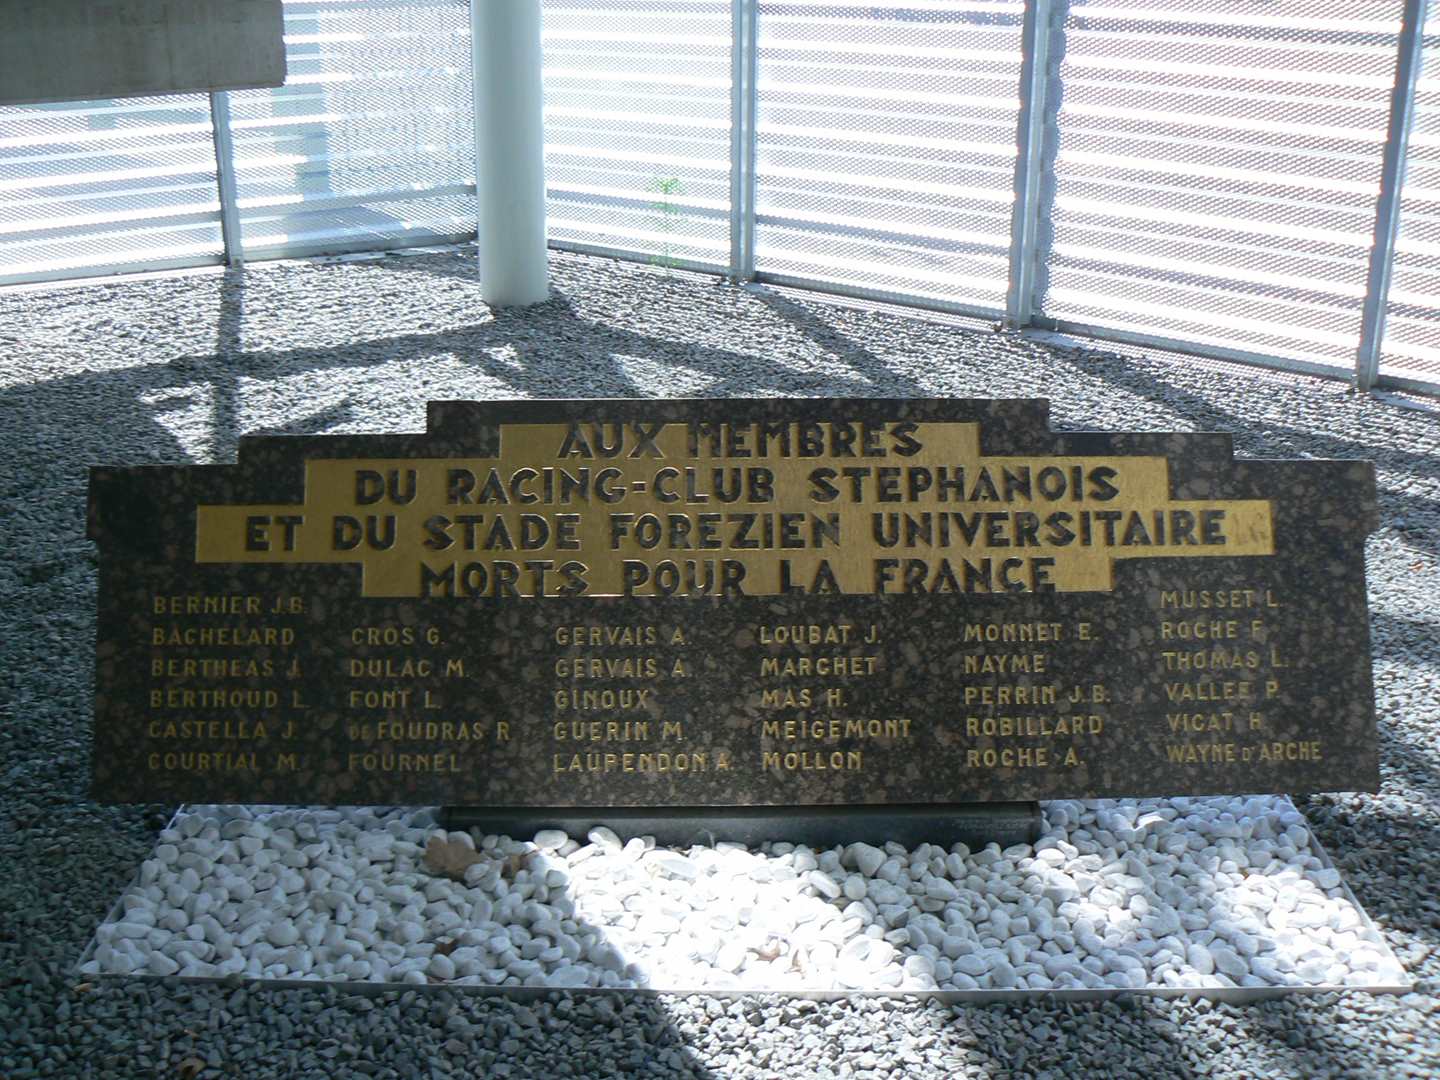 AUX MEMBRES
DU RACING-CLUB STEPHANOIS
ET DU STADE FOREZIEN UNIVERSITAIRE
MORTS POUR LA FRANCE
BERNIER J.B.
BACHELARD
BERTHEAS J.
BERTHOUD L.
CASTELLA J.
COURTIAL M.
CROS G.
DULAC M.
FONT L.
DE FOUDRAS R
FOURNEL
GERVAIS A.
GERVAIS A.
GINOUX
GUERIN M.
LAUPENDON A.
LOUBAT J.
MARCHET
MAS H.
MEIGEMONT
MOLLON
MONNET E.
NAYME
PERRIN J.B.
ROBILLARD
ROCHE A.
MUSSET L.
ROCHE F.
THOMAS L.
VALLEE P.
VICAT H.
WAYNE D'ARCHE